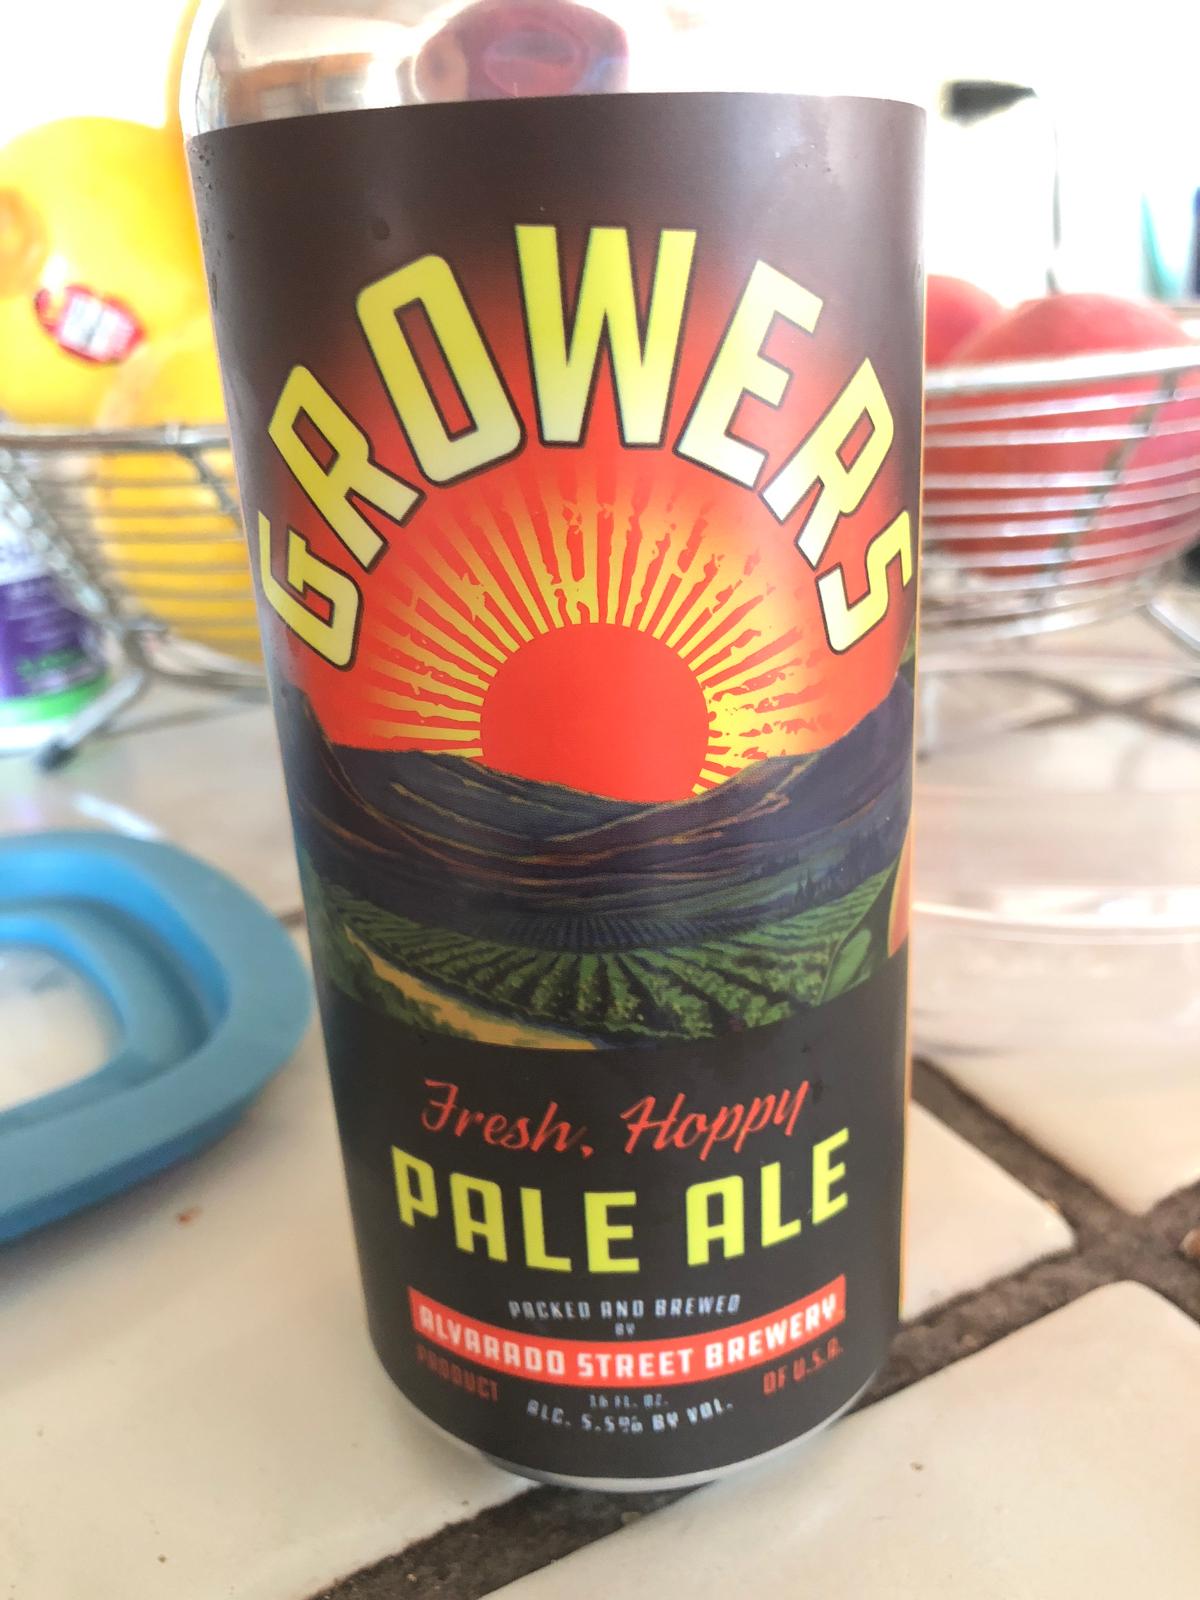 GROWERS
Fresh, Hoppy
PALE ALE
PACKED AND BREWED
BY
ALVARADO STREET BREWERY
PRODUCT OF U.S.A.
16 FL. OZ.
ALC. 5.5% BY VOL.